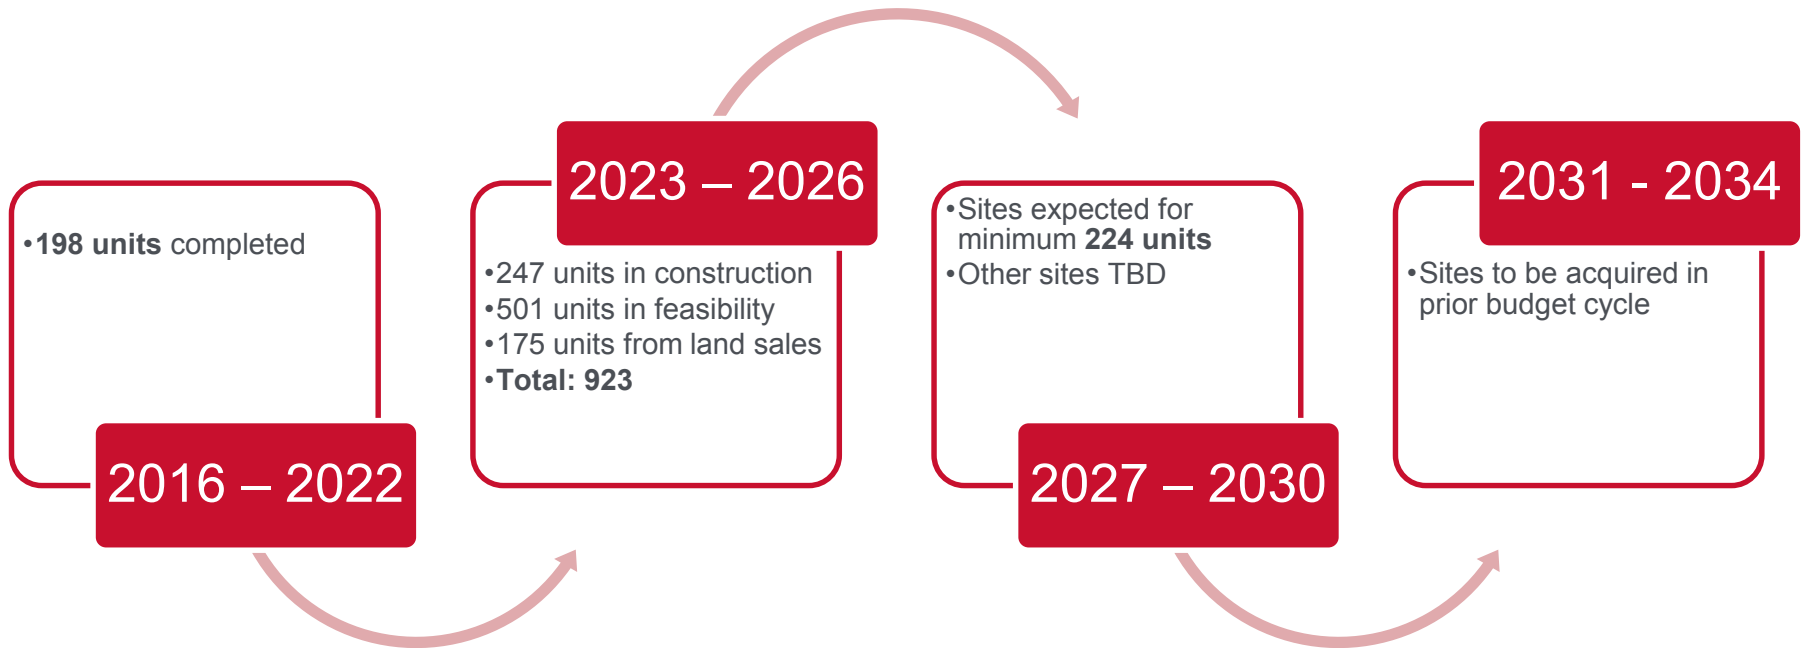 •198 units completed
2016 – 2022
2023 – 2026
•247 units in construction
•501 units in feasibility
•175 units from land sales
•Total: 923
•Sites expected for
minimum 224 units
•Other sites TBD
2027 – 2030
2031 - 2034
•Sites to be acquired in
prior budget cycle